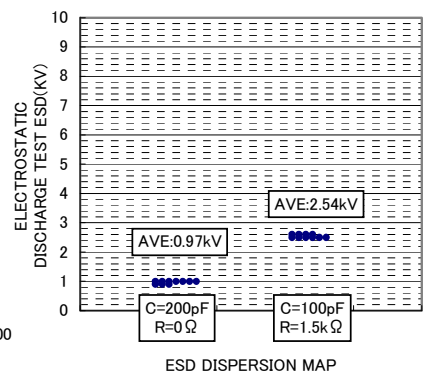 ELECTROSTATIC
DISCHARGE TEST ESD(KV)
10
9
8
7
6
5
4
3
2
1
0
AVE:0.97kV
AVE:2.54kV
C=200pF
R=0Ω
C=100pF
R=1.5kΩ
00
ESD DISPERSION MAP